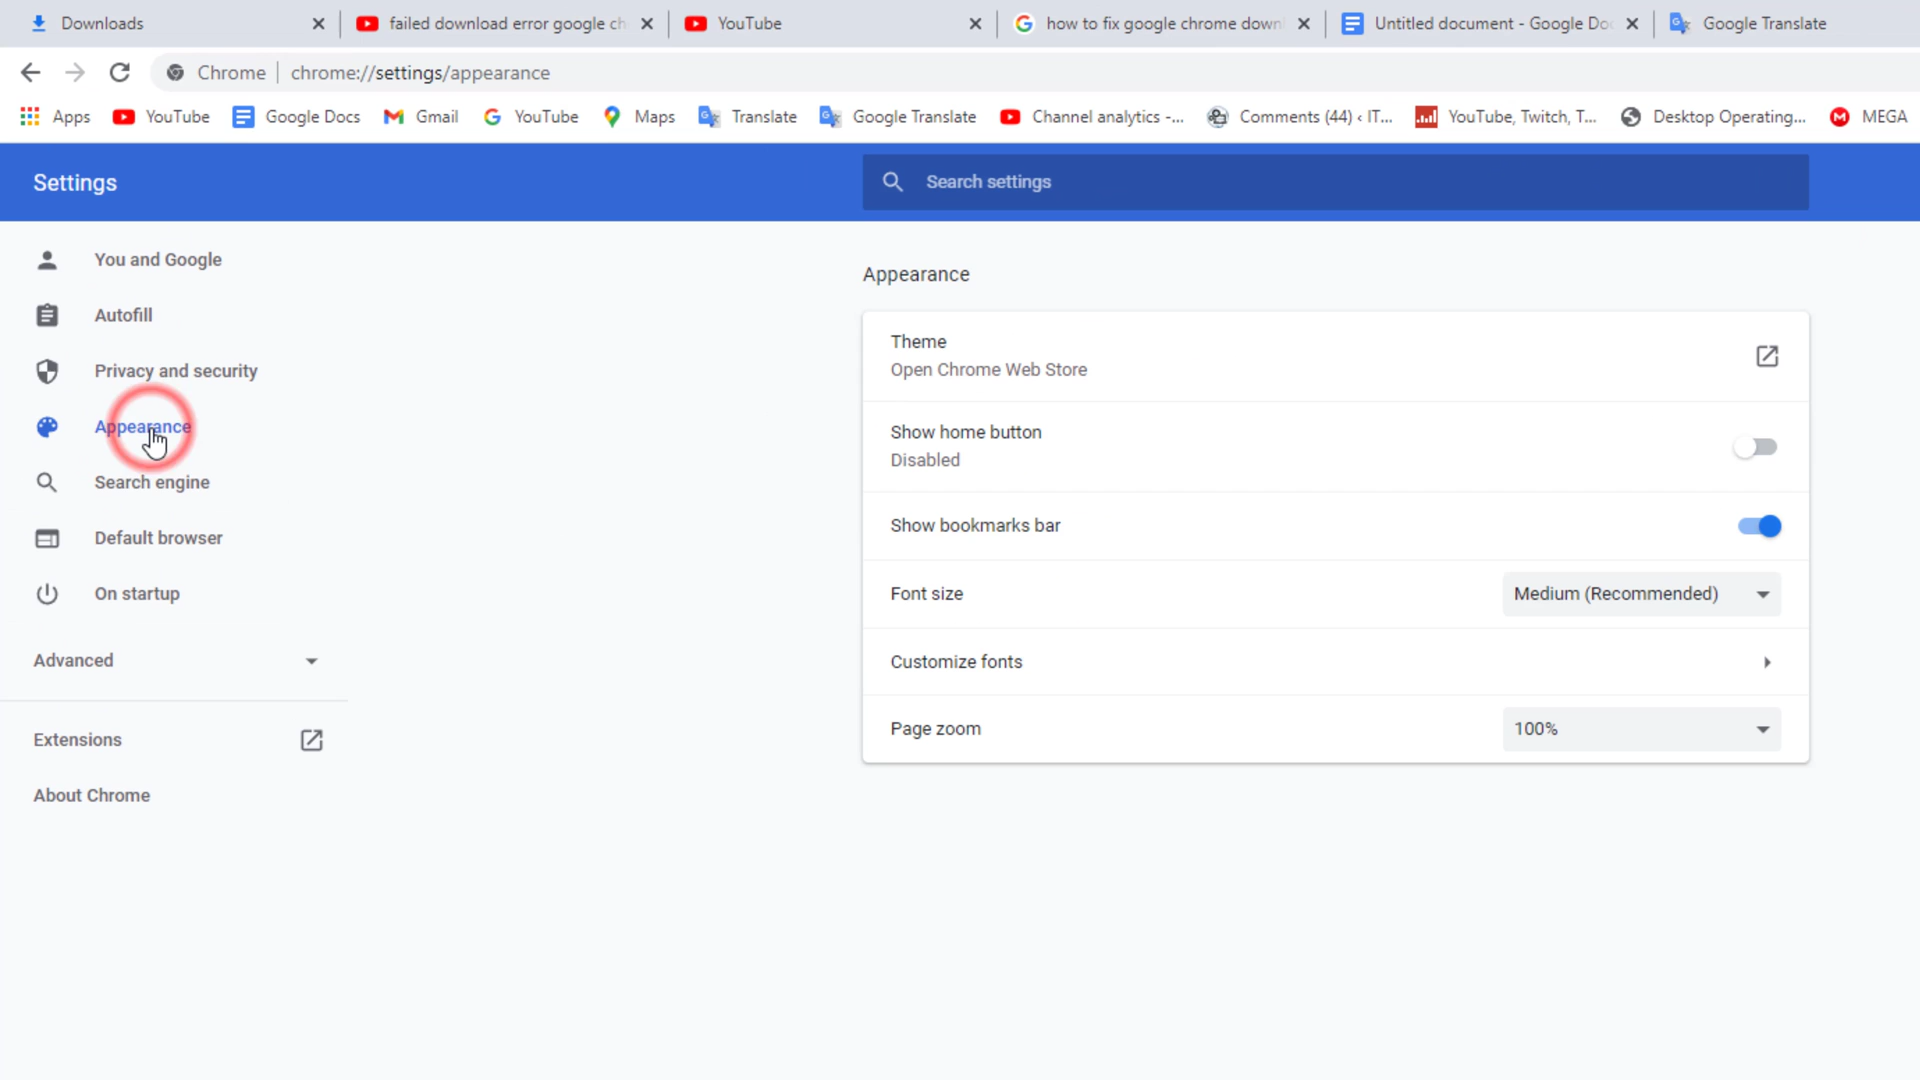 Downloads
failed download error google ch
YouTube
how to fix google chrome down
Untitled document - Google Do
Google Translate
Chrome
chrome://settings/appearance
Apps
YouTube
Google Docs
Gmail
YouTube
Maps
Translate
Google Translate
Channel analytics -...
Comments (44) ‹ IT...
YouTube, Twitch, T...
Desktop Operating...
MEGA
Settings
Search settings
You and Google
Autofill
Privacy and security
Appearance
Search engine
Default browser
On startup
Advanced
Extensions
About Chrome
Appearance
Theme
Open Chrome Web Store
Show home button
Disabled
Show bookmarks bar
Font size
Medium (Recommended)
Customize fonts
Page zoom
100%